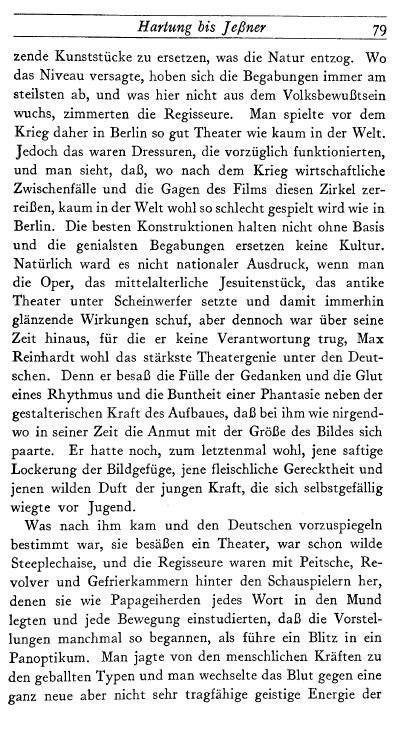 Hartung bis Jeßner 79
zende Kunststücke zu ersetzen, was die Natur entzog. Wo
das Niveau versagte, hoben sich die Begabungen immer am
steilsten ab, und was hier nicht aus dem Volksbewußtsein
wuchs, zimmerten die Regisseure. Man spielte vor dem
Krieg daher in Berlin so gut Theater wie kaum in der Welt.
Jedoch das waren Dressuren, die vorzüglich funktionierten,
und man sieht, daß, wo nach dem Krieg wirtschaftliche
Zwischenfälle und die Gagen des Films diesen Zirkel zer-
reißen, kaum in der Welt wohl so schlecht gespielt wird wie in
Berlin. Die besten Konstruktionen halten nicht ohne Basis
und die genialsten Begabungen ersetzen keine Kultur.
Natürlich ward es nicht nationaler Ausdruck, wenn man
die Oper, das mittelalterliche Jesuitenstück, das antike
Theater unter Scheinwerfer setzte und damit immerhin
glänzende Wirkungen schuf, aber dennoch war über seine
Zeit hinaus, für die er keine Verantwortung trug, Max
Reinhardt wohl das stärkste Theatergenie unter den Deut-
schen. Denn er besaß die Fülle der Gedanken und die Glut
eines Rhythmus und die Buntheit einer Phantasie neben der
gestalterischen Kraft des Aufbaues, daß bei ihm wie nirgend-
wo in seiner Zeit die Anmut mit der Größe des Bildes sich
paarte. Er hatte noch, zum letztenmal wohl, jene saftige
Lockerung der Bildgefüge, jene fleischliche Gerecktheit und
jenen wilden Duft der jungen Kraft, die sich selbstgefällig
wiegte vor Jugend.
Was nach ihm kam und den Deutschen vorzuspiegeln
bestimmt war, sie besäßen ein Theater, war schon wilde
Steeplechaise, und die Regisseure waren mit Peitsche, Re-
volver und Gefrierkammern hinter den Schauspielern her,
denen sie wie Papageiherden jedes Wort in den Mund
legten und jede Bewegung einstudierten, daß die Vorstel-
lungen manchmal so begannen, als führe ein Blitz in ein
Panoptikum. Man jagte von den menschlichen Kräften zu
den geballten Typen und man wechselte das Blut gegen eine
ganz neue aber nicht sehr tragfähige geistige Energie der